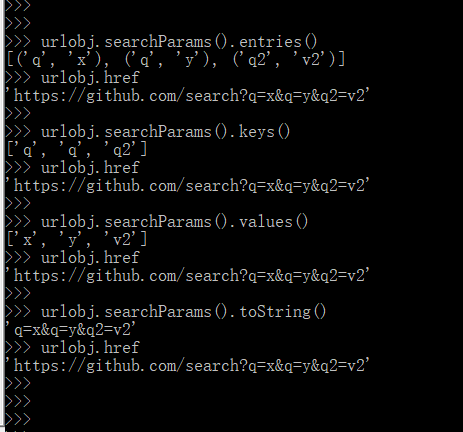 >>>
>>>
>>> urlobj.searchParams().entries()
[('q', 'x'), ('q', 'y'), ('q2', 'v2')]
>>> urlobj.href
'https://github.com/search?q=x&q=y&q2=v2'
>>>
>>> urlobj.searchParams().keys()
['q', 'q', 'q2']
>>> urlobj.href
'https://github.com/search?q=x&q=y&q2=v2'
>>>
>>> urlobj.searchParams().values()
['x', 'y', 'v2']
>>> urlobj.href
'https://github.com/search?q=x&q=y&q2=v2'
>>>
>>> urlobj.searchParams().toString()
'q=x&q=y&q2=v2'
>>> urlobj.href
'https://github.com/search?q=x&q=y&q2=v2'
>>>
>>>
>>>